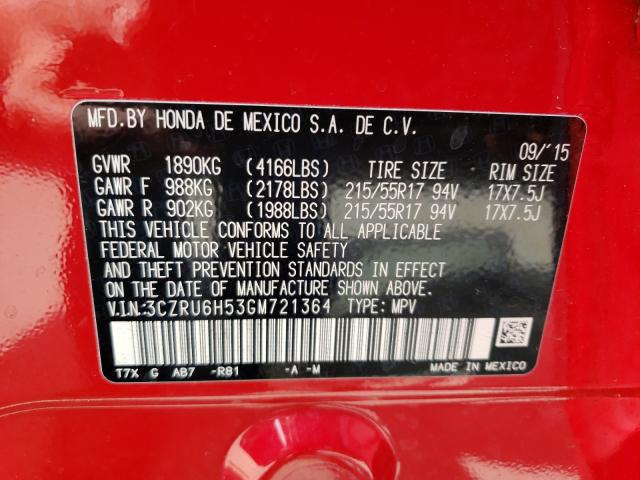 MFD.BY HONDA DE MEXICO S.A. DE C.V.
09/'15
GVWR 1890KG (4166LBS) TIRE SIZE RIM SIZE
GAWR F 988KG (2178LBS) 215/55R17 94V 17X7.5J
GAWR R 902KG (1988LBS) 215/55R17 94V 17X7.5J
THIS VEHICLE CONFORMS TO ALL APPLICABLE
FEDERAL MOTOR VEHICLE SAFETY
AND THEFT PREVENTION STANDARDS IN EFFECT
ON THE DATE OF MANUFACTURE SHOWN ABOVE.
V.I.N:3CZRU6H53GM721364 TYPE:MPV
T7X G AB7 -R81 -A -M MADE IN MEXICO